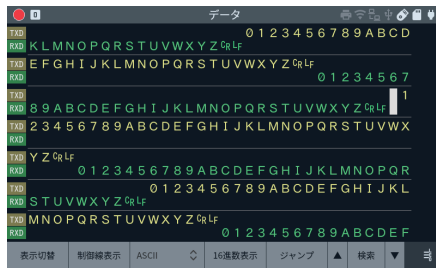 0 データ
TXD 0123456789ABCD
RXD KLMNOPQRSTUVWXYZCRLF
TXD EFGHIJKLMNOPQRSTUVWXYZCRLF
RXD 01234567
TXD 1
RXD 89ABCDEFGHIJKLMNOPQRSTUVWXYZCRLF
TXD 23456789ABCDEFGHIJKLMNOPQRSTUVWX
RXD
TXD YZCRLF
RXD 0123456789ABCDEFGHIJKLMNOPQR
TXD 0123456789ABCDEFGHIJKL
RXD STUVWXYZCRLF
TXD MNOPQRSTUVWXYZCRLF
RXD 0123456789ABCDEF
表示切替 制御線表示 ASCII 16進数表示 ジャンプ ▲ 検索 ▼